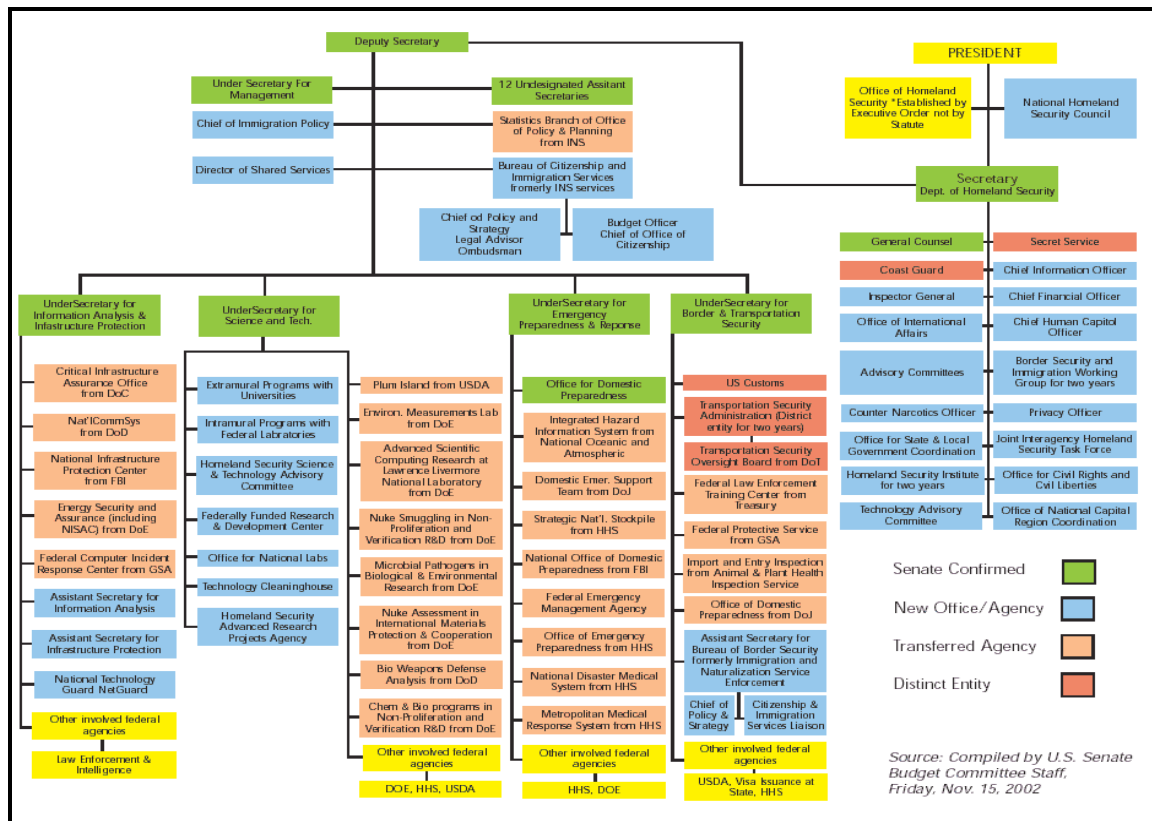 Deputy Secretary
Under Secretary For
Management
12 Undesignated Assitant
Secretaries
Chief of Immigration Policy
Statistics Branch of Office
of Policy & Planning
from INS
Director of Shared Services
Bureau of Citizenship and
Immigration Services
fromerly INS services
Chief od Policy and
Strategy
Legal Advisor
Ombudsman
Budget Officer
Chief of Office of
Citizenship
PRESIDENT
Office of Homeland
Security *Established by
Executive Order not by
Statute
National Homeland
Security Council
Secretary
Dept. of Homeland Security
General Counsel
Secret Service
Coast Guard
Chief Information Officer
Inspector General
Chief Financial Officer
Office of International
Affairs
Chief Human Capitol
Officer
Advisory Committees
Border Security and
Immigration Working
Group for two years
Counter Narcotics Officer
Privacy Officer
Office for State & Local
Government Coordination
Joint Interagency Homeland
Security Task Force
Homeland Security Institute
for two years
Office for Civil Rights and
Cvil Liberties
Technology Advisory
Committee
Office of National Capital
Region Coordination
UnderSecretary for
Information Analysis &
Infastructure Protection
Critical Infrastructure
Assurance Office
from DoC
Nat'lCommSys
from DoD
National Infrastructure
Protection Center
from FBI
Energy Security and
Assurance (including
NISAC) from DoE
Federal Computer Incident
Response Center from GSA
Assistant Secretary for
Information Analysis
Assistant Secretary for
Infrastructure Protection
National Technology
Guard NetGuard
Other involved federal
agencies
Law Enforcement &
Intelligence
UnderSecretary for
Science and Tech.
Extramural Programs with
Universities
Intramural Programs with
Federal Labratories
Homeland Security Science
& Technology Advisory
Committee
Federally Funded Research
& Development Center
Office for National Labs
Technology Cleaninghouse
Homeland Security
Advanced Research
Projects Agency
Plum Island from USDA
Environ. Measurements Lab
from DoE
Advanced Scientific
Computing Research at
Lawrence Livermore
National Laboratory
from DoE
Nuke Smuggling in Non-
Proliferation and
Verification R&D from DoE
Microbial Pathogens in
Biological & Environmental
Research from DoE
Nuke Assessment in
International Materials
Protection & Cooperation
from DoE
Bio Weapons Defense
Analysis from DoD
Chem & Bio programs in
Non-Proliferation and
Verification R&D from DoE
Other involved federal
agencies
DOE, HHS, USDA
UnderSecretary for
Emergency
Preparedness & Reponse
Office for Domestic
Preparedness
Integrated Hazard
Information System from
National Oceanic and
Atmospheric
Domestic Emer. Support
Team from DoJ
Strategic Nat'l. Stockpile
from HHS
National Office of Domestic
Preparedness from FBI
Federal Emergency
Management Agency
Office of Emergency
Preparedness from HHS
National Disaster Medical
System from HHS
Metropolitan Medical
Response System from HHS
Other involved federal
agencies
HHS, DOE
UnderSecretary for
Border & Transportation
Security
US Customs
Transportation Security
Administration (District
entity for two years)
Transportation Security
Oversight Board from DoT
Federal Law Enforcement
Training Center from
Treasury
Federal Protective Service
from GSA
Import and Entry Inspection
from Animal & Plant Health
Inspection Service
Office of Domestic
Preparedness from DoJ
Assistant Secretary for
Bureau of Border Security
formerly Immigration and
Naturalization Service
Enforcement
Chief of
Policy &
Strategy
Citizenship &
Immigration
Services Liaison
Other involved federal
agencies
USDA, Visa Issuance at
State, HHS
Senate Confirmed
New Office/Agency
Transferred Agency
Distinct Entity
Source: Compiled by U.S. Senate
Budget Committee Staff,
Friday, Nov. 15, 2002